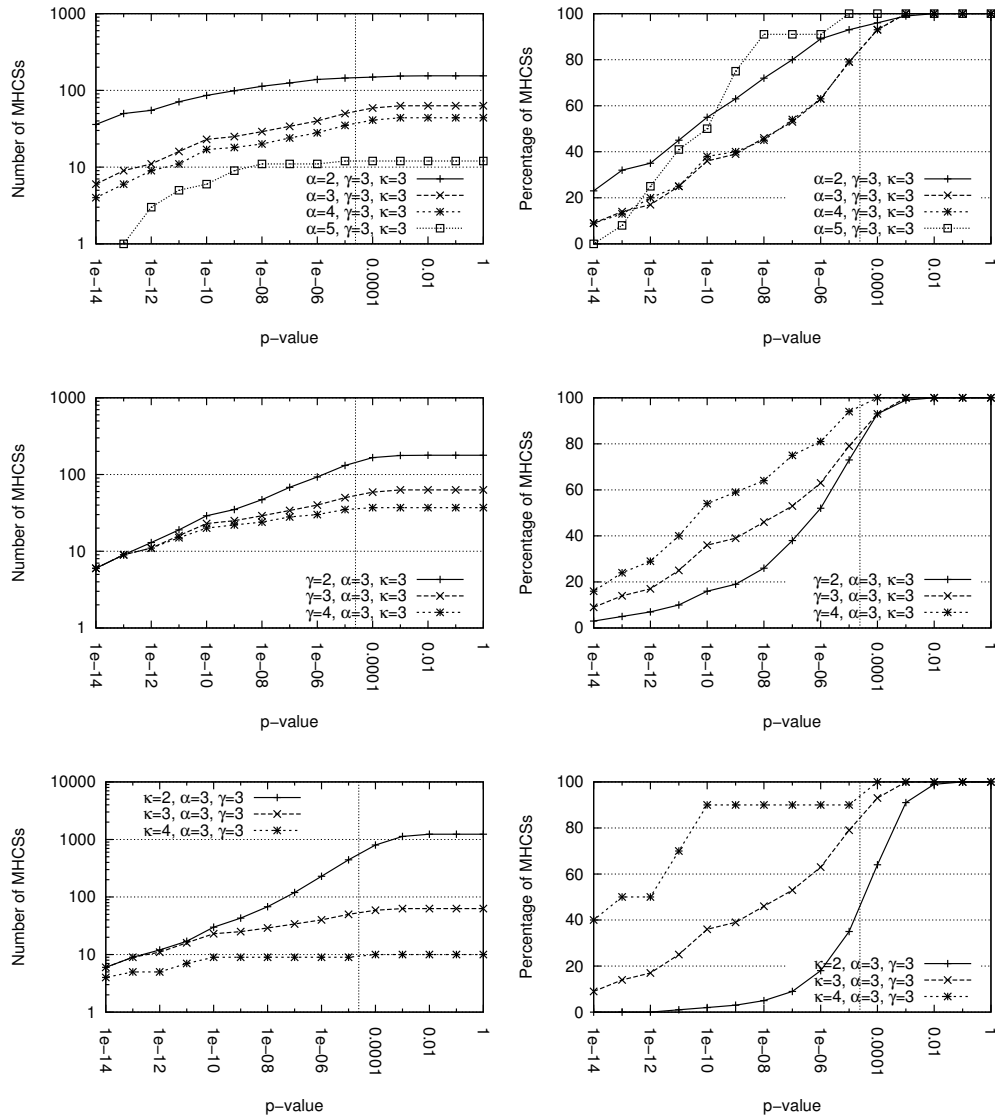 1000
100
10
1
Number of MHCSs
α=2, γ=3, κ=3
α=3, γ=3, κ=3
α=4, γ=3, κ=3
α=5, γ=3, κ=3
1e−14
1e−12
1e−10
1e−08
1e−06
0.0001
0.01
1
p−value
100
80
60
40
20
0
Percentage of MHCSs
α=2, γ=3, κ=3
α=3, γ=3, κ=3
α=4, γ=3, κ=3
α=5, γ=3, κ=3
1e−14
1e−12
1e−10
1e−08
1e−06
0.0001
0.01
1
p−value
1000
100
10
1
Number of MHCSs
γ=2, α=3, κ=3
γ=3, α=3, κ=3
γ=4, α=3, κ=3
1e−14
1e−12
1e−10
1e−08
1e−06
0.0001
0.01
1
p−value
100
80
60
40
20
0
Percentage of MHCSs
γ=2, α=3, κ=3
γ=3, α=3, κ=3
γ=4, α=3, κ=3
1e−14
1e−12
1e−10
1e−08
1e−06
0.0001
0.01
1
p−value
10000
1000
100
10
1
Number of MHCSs
κ=2, α=3, γ=3
κ=3, α=3, γ=3
κ=4, α=3, γ=3
1e−14
1e−12
1e−10
1e−08
1e−06
0.0001
0.01
1
p−value
100
80
60
40
20
0
Percentage of MHCSs
κ=2, α=3, γ=3
κ=3, α=3, γ=3
κ=4, α=3, γ=3
1e−14
1e−12
1e−10
1e−08
1e−06
0.0001
0.01
1
p−value